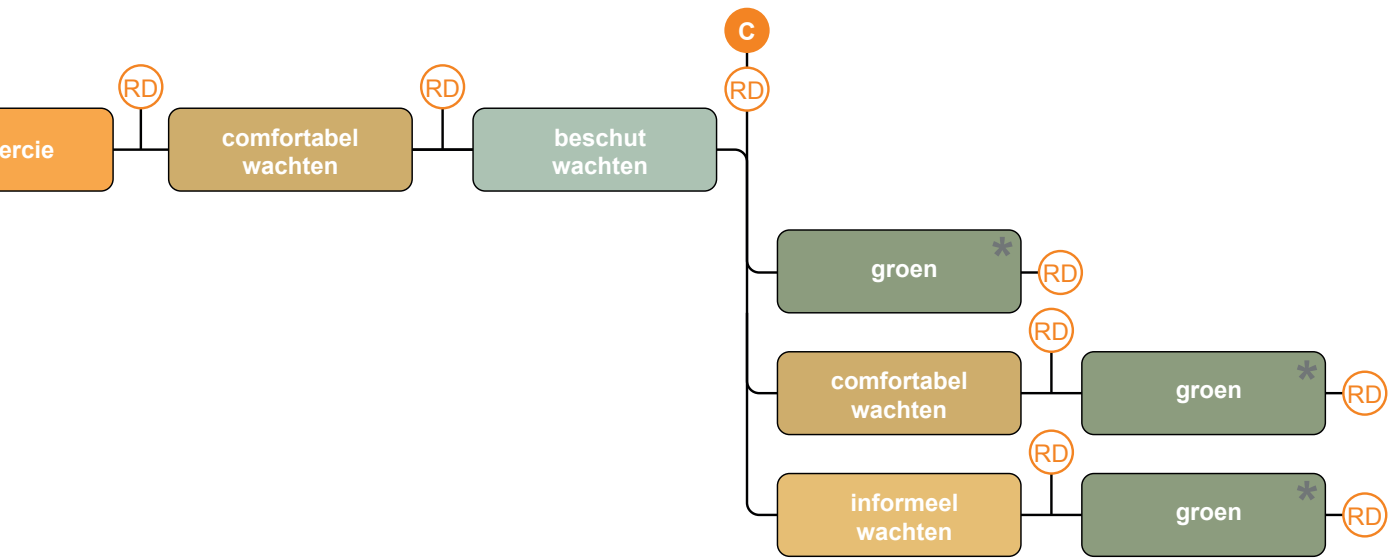 C
RD
RD
RD
ercie
comfortabel
wachten
beschut
wachten
groen
*
RD
RD
comfortabel
wachten
groen
*
RD
RD
informeel
wachten
groen
*
RD